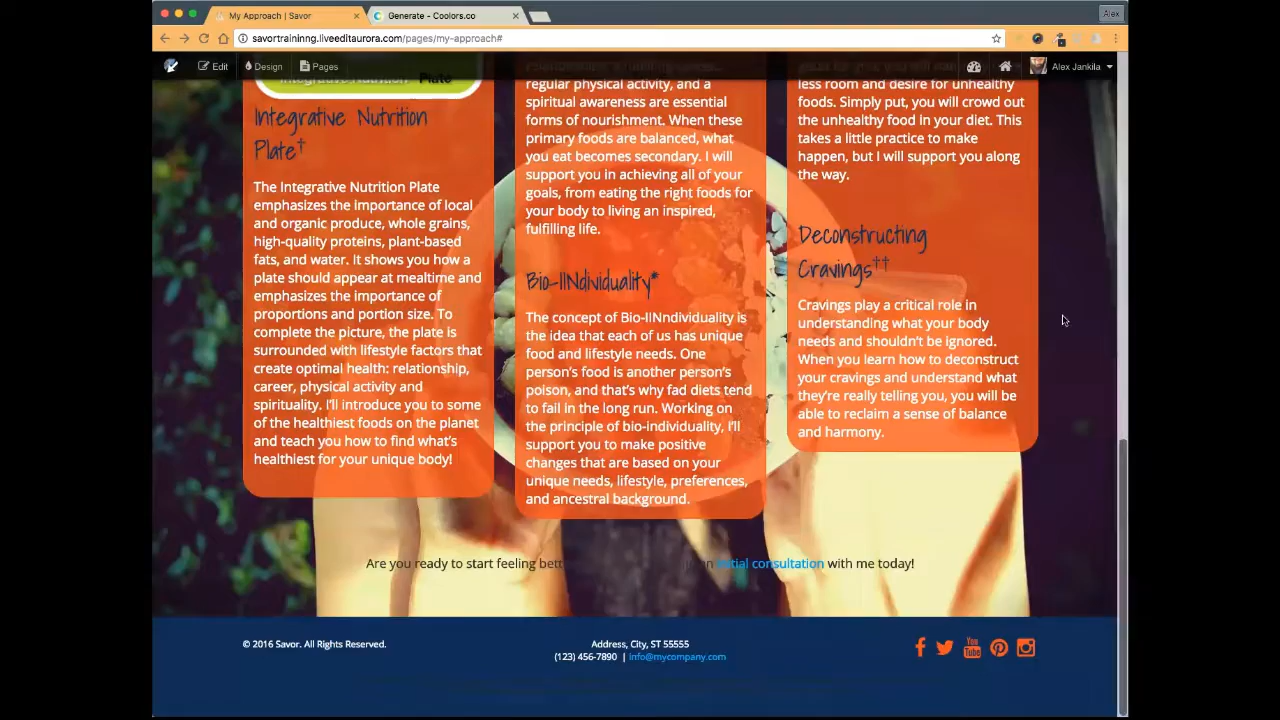 My Approach | Savor
Generate - Coolors.co
Alex
savortraininng.liveeditaurora.com/pages/my-approach#
Edit
Design
Pages
Alex Jankila
Integrative Nutrition Plate
Integrative Nutrition
Plate†
The Integrative Nutrition Plate
emphasizes the importance of local
and organic produce, whole grains,
high-quality proteins, plant-based
fats, and water. It shows you how a
plate should appear at mealtime and
emphasizes the importance of
proportions and portion size. To
complete the picture, the plate is
surrounded with lifestyle factors that
create optimal health: relationship,
career, physical activity and
spirituality. I'll introduce you to some
of the healthiest foods on the planet
and teach you how to find what's
healthiest for your unique body!
regular physical activity, and a
spiritual awareness are essential
forms of nourishment. When these
primary foods are balanced, what
you eat becomes secondary. I will
support you in achieving all of your
goals, from eating the right foods for
your body to living an inspired,
fulfilling life.
Bio-IINdividuality*
The concept of Bio-IINndividuality is
the idea that each of us has unique
food and lifestyle needs. One
person's food is another person's
poison, and that's why fad diets tend
to fail in the long run. Working on
the principle of bio-individuality, I'll
support you to make positive
changes that are based on your
unique needs, lifestyle, preferences,
and ancestral background.
less room and desire for unhealthy
foods. Simply put, you will crowd out
the unhealthy food in your diet. This
takes a little practice to make
happen, but I will support you along
the way.
Deconstructing
Cravings††
Cravings play a critical role in
understanding what your body
needs and shouldn't be ignored.
When you learn how to deconstruct
your cravings and understand what
they're really telling you, you will be
able to reclaim a sense of balance
and harmony.
Are you ready to start feeling initial consultation with me today!
© 2016 Savor. All Rights Reserved.
Address, City, ST 55555
(123) 456-7890 | info@mycompany.com
You
Tube